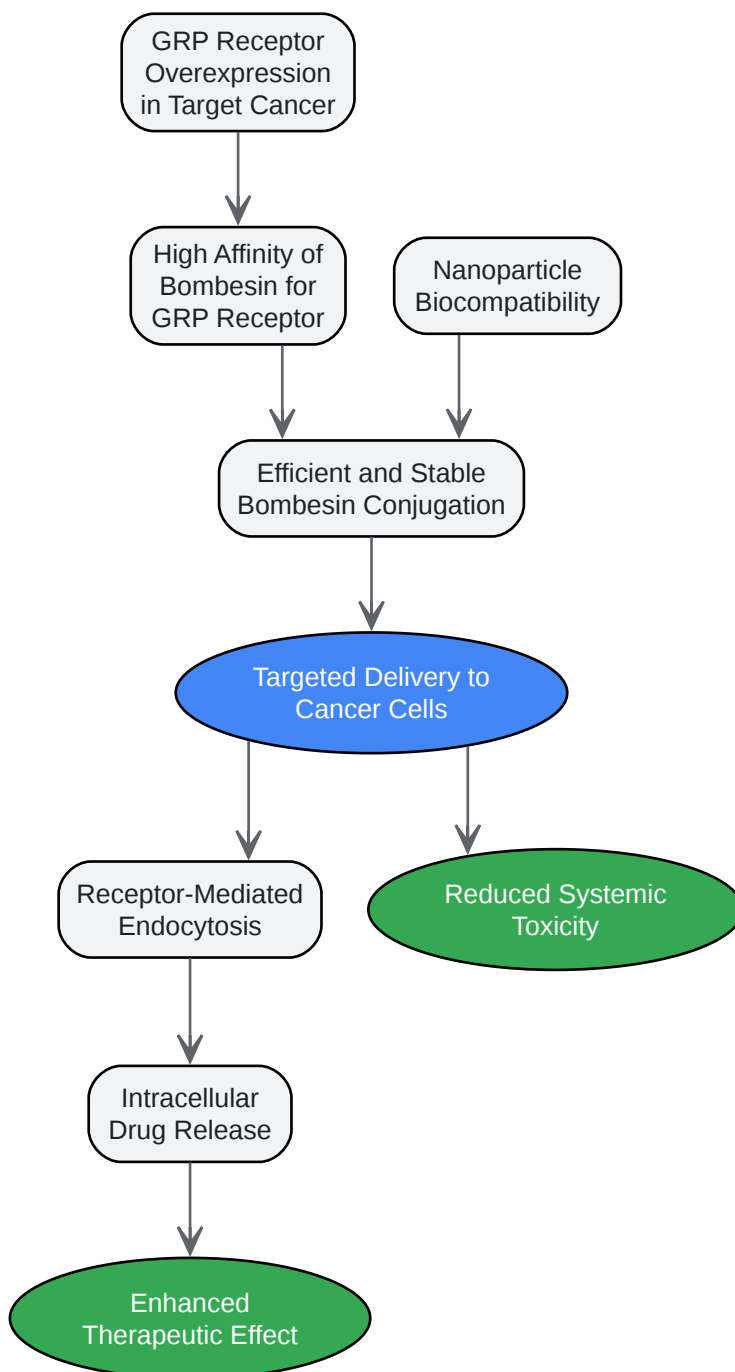 GRP Receptor
Overexpression
in Target Cancer
High Affinity of
Bombesin for
GRP Receptor
Nanoparticle
Biocompatibility
Efficient and Stable
Bombesin Conjugation
Targeted Delivery to
Cancer Cells
Receptor-Mediated
Endocytosis
Reduced Systemic
Toxicity
Intracellular
Drug Release
Enhanced
Therapeutic Effect